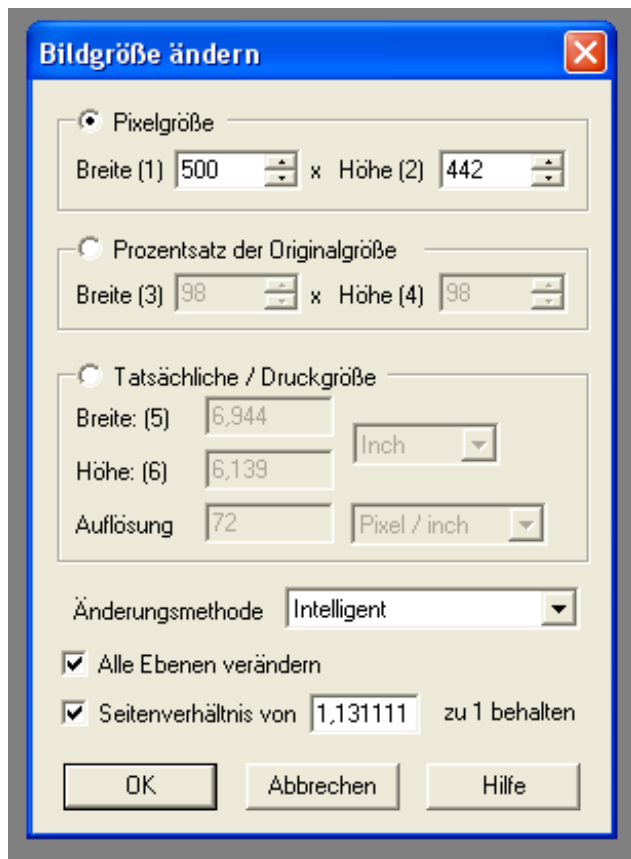 Bildgröße ändern
Pixelgröße
Breite (1) 500 x Höhe (2) 442
Prozentsatz der Originalgröße
Breite (3) 98 x Höhe (4) 98
Tatsächliche / Druckgröße
Breite: (5) 6,944
Inch
Höhe: (6) 6,139
Auflösung 72 Pixel / inch
Änderungsmethode Intelligent
Alle Ebenen verändern
Seitenverhältnis von 1,131111 zu 1 behalten
OK Abbrechen Hilfe